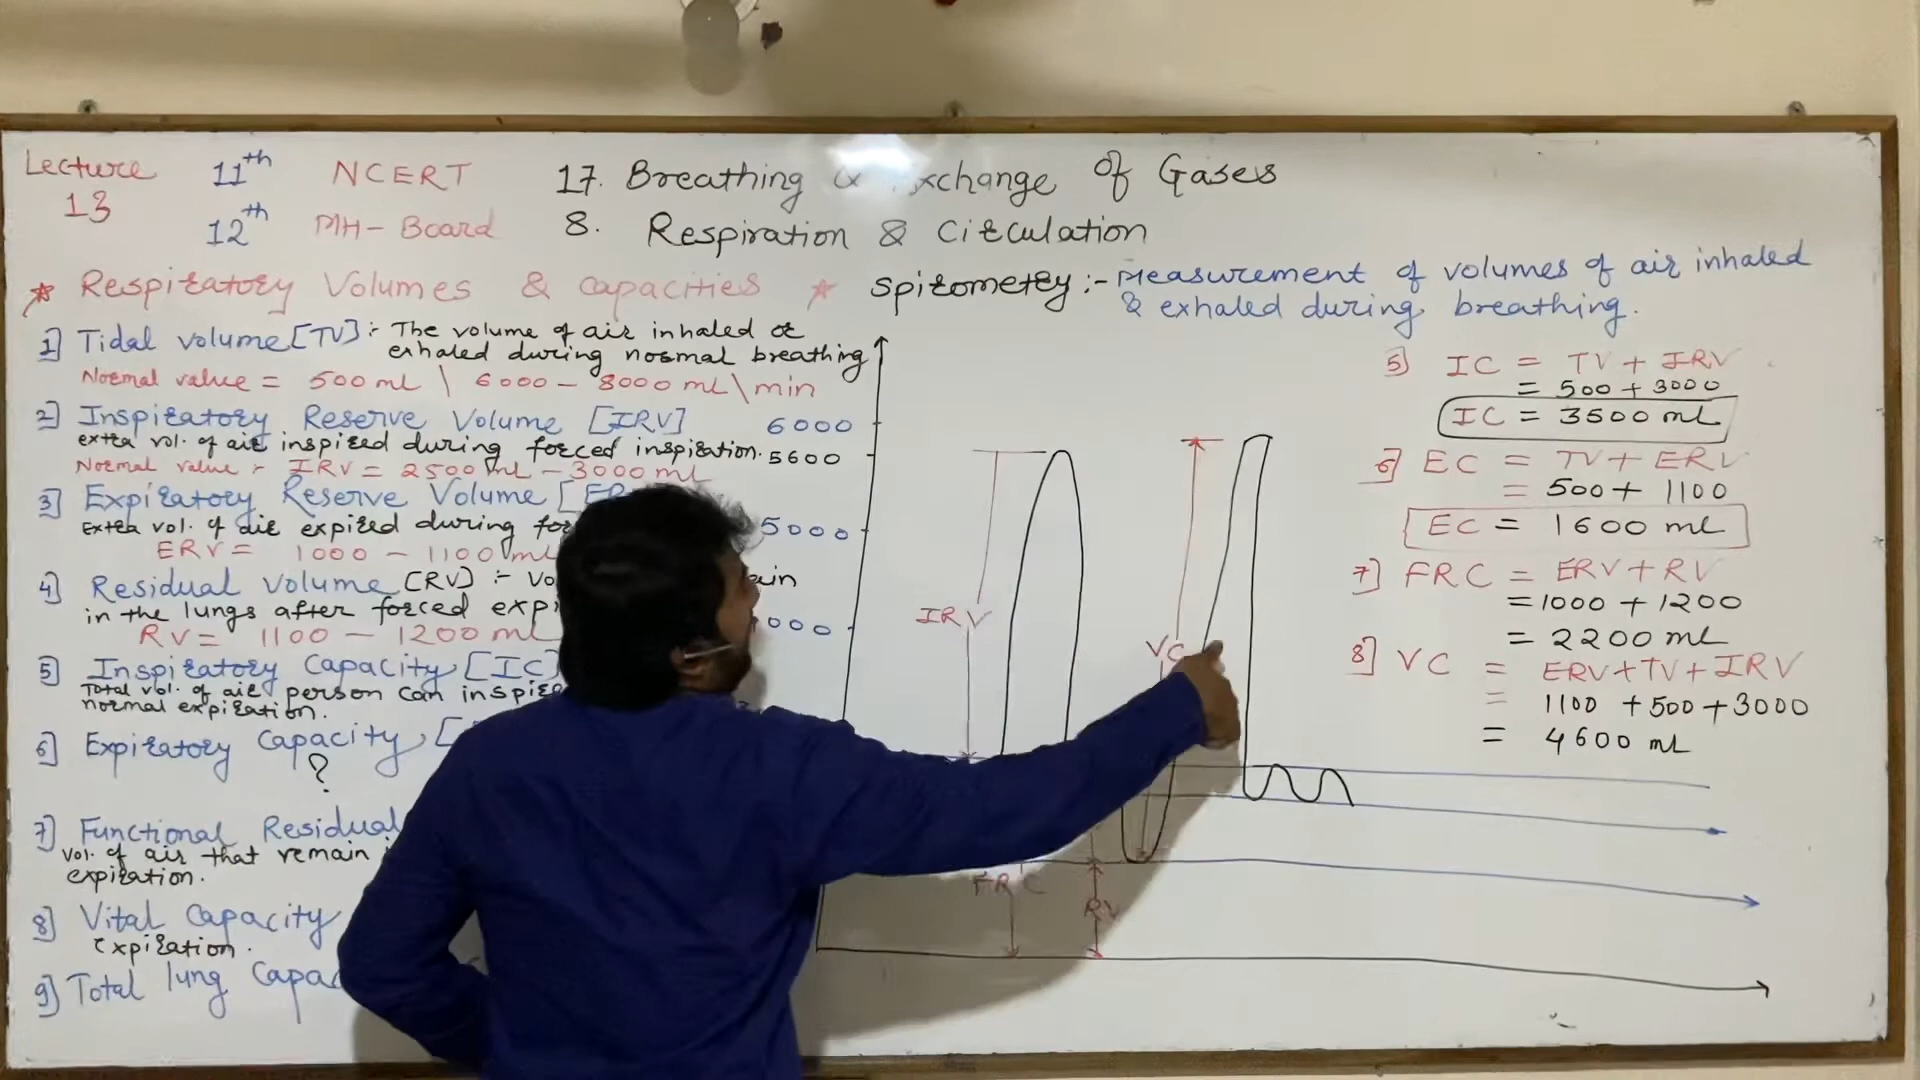 Lecture 13
11th NCERT 17. Breathing & Exchange of Gases
12th MH-Board 8. Respiration & Circulation
* Respiratory Volumes & capacities *
Spirometry :- Measurement of volumes of air inhaled
& exhaled during breathing.
1] Tidal volume [TV] :- The volume of air inhaled or
exhaled during normal breathing
Normal value = 500 ml \ 6000 - 8000 ml\min
2] Inspiratory Reserve Volume [IRV]
extra vol. of air inspired during forced inspiration.
Normal value :- IRV = 2500 ml - 3000 ml
3] Expiratory Reserve Volume [
Extra vol. of air expired during
ERV = 1000 - 1100 ml
4] Residual volume [RV] :-
in the lungs after forced
RV = 1100 - 1200 ml
5] Inspiratory Capacity [IC]
Total vol. of air person can
normal expiration.
6] Expiratory Capacity [
?
7] Functional Residual
vol. of air that remain
expiration.
8] Vital Capacity
expiration.
9] Total lung
6000
5600
5000
IRV
VC
FRC
RV
5] IC = TV + IRV
= 500 + 3000
IC = 3500 ml
6] EC = TV + ERV
= 500 + 1100
EC = 1600 ml
7] FRC = ERV + RV
= 1000 + 1200
= 2200 ml
8] VC = ERV + TV + IRV
= 1100 + 500 + 3000
= 4600 ml